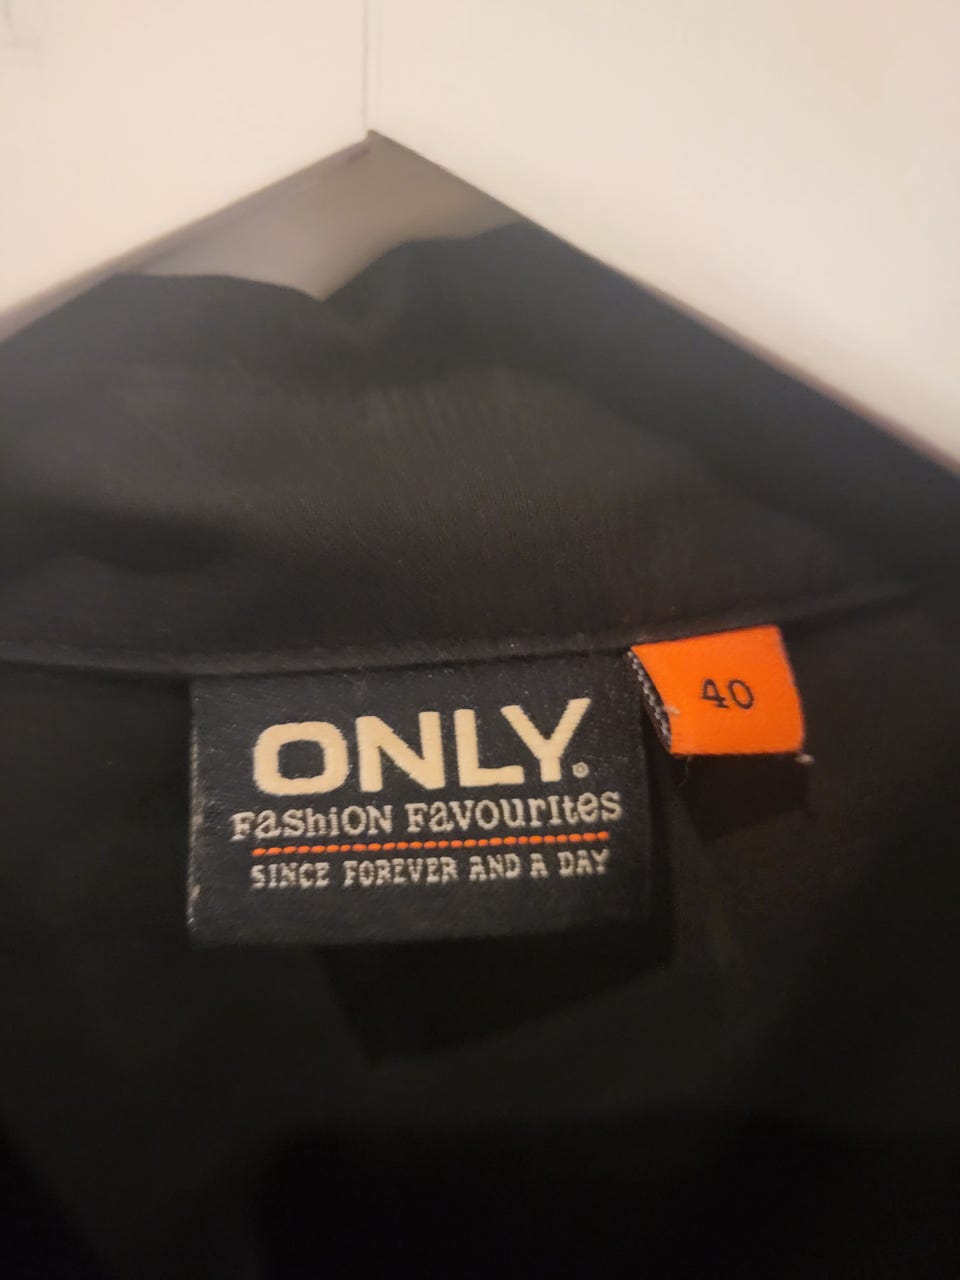 ONLY®
FasHiON Favourites
SINCE FOREVER AND A DAY
40